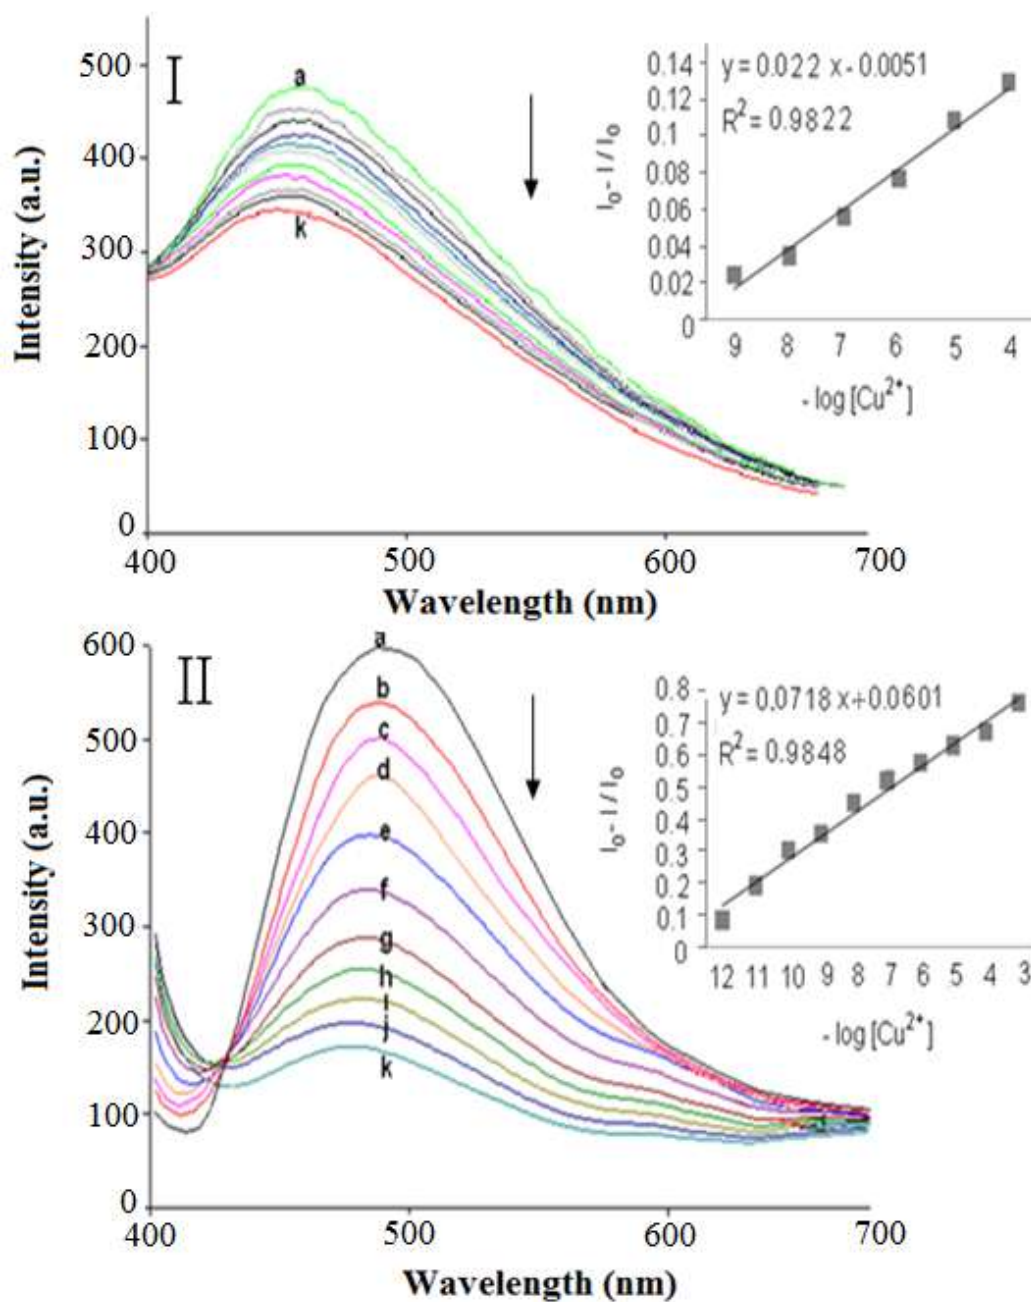 I
Intensity (a.u.)
500
400
300
200
100
0
400
500
600
700
Wavelength (nm)
a
k
y = 0.022 x - 0.0051
R² = 0.9822
I₀ - I / I₀
0.14
0.12
0.1
0.08
0.06
0.04
0.02
0
9
8
7
6
5
4
- log [Cu²⁺]
II
Intensity (a.u.)
600
500
400
300
200
100
0
400
500
600
700
Wavelength (nm)
a
b
c
d
e
f
g
h
I
j
k
y = 0,0718 x + 0.0601
R² = 0.9848
I₀ - I / I₀
0.8
0.7
0.6
0.5
0.4
0.3
0.2
0.1
0
12
11
10
9
8
7
6
5
4
3
- log [Cu²⁺]